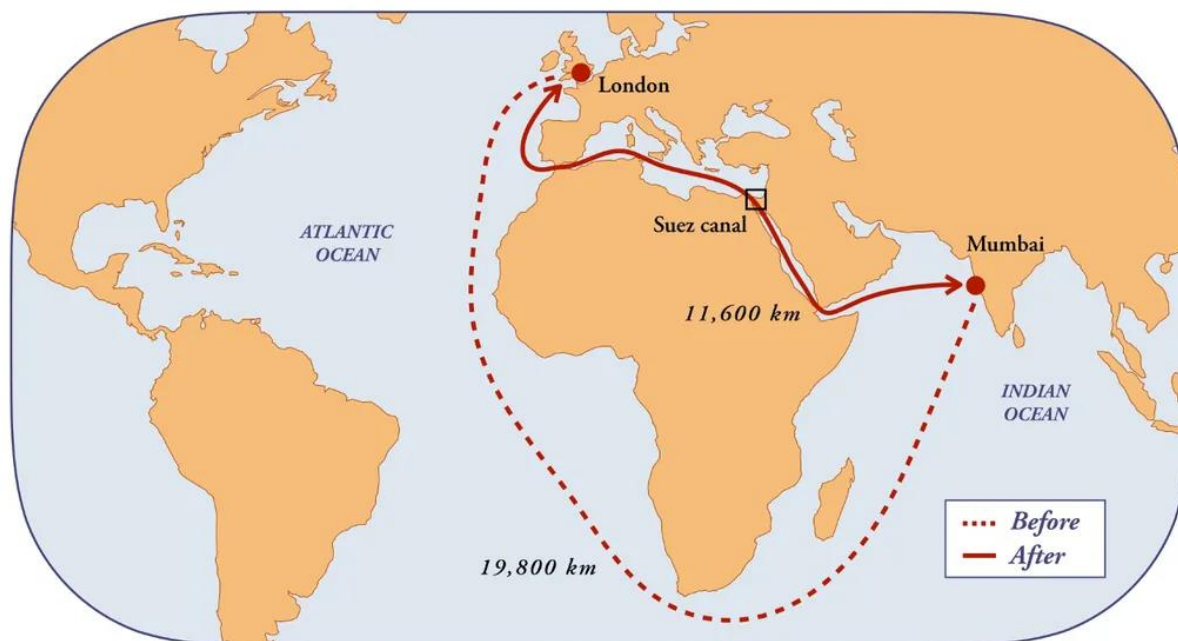 London
Suez canal
Mumbai
ATLANTIC
OCEAN
11,600 km
INDIAN
OCEAN
19,800 km
Before
After